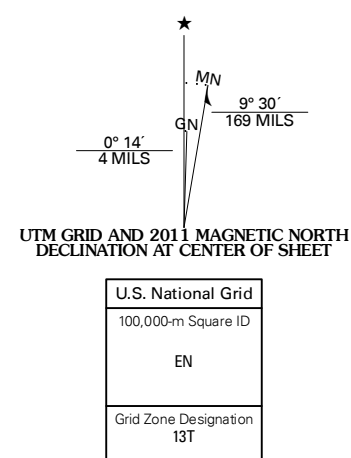 ★
MN
GN
9° 30´
169 MILS
0° 14´
4 MILS
UTM GRID AND 2011 MAGNETIC NORTH
DECLINATION AT CENTER OF SHEET
U.S. National Grid
100,000-m Square ID
EN
Grid Zone Designation
13T